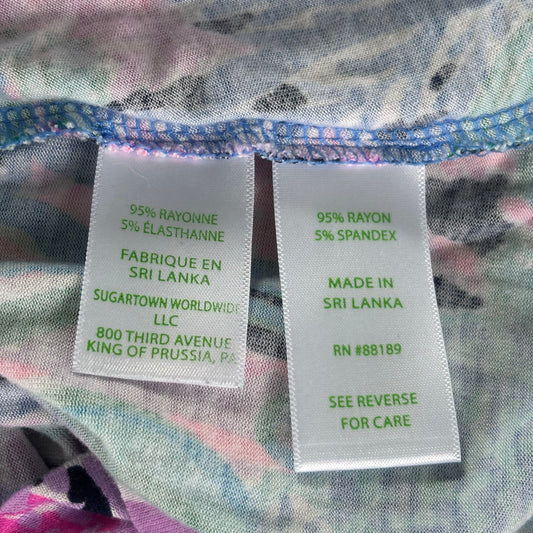 95% RAYONNE
5% ÉLASTHANNE
FABRIQUE EN
SRI LANKA
SUGARTOWN WORLDWIDE
LLC
800 THIRD AVENUE
KING OF PRUSSIA, PA
95% RAYON
5% SPANDEX
MADE IN
SRI LANKA
RN #88189
SEE REVERSE
FOR CARE